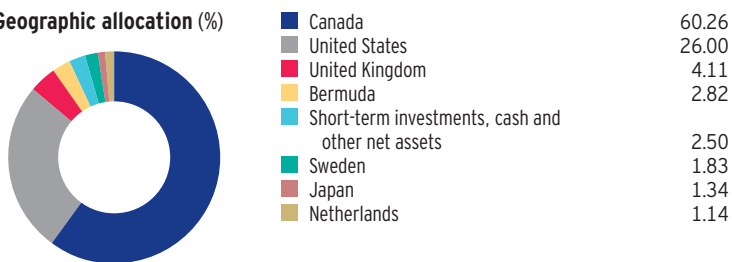 Geographic allocation (%)
Canada 60.26
United States 26.00
United Kingdom 4.11
Bermuda 2.82
Short-term investments, cash and
other net assets 2.50
Sweden 1.83
Japan 1.34
Netherlands 1.14